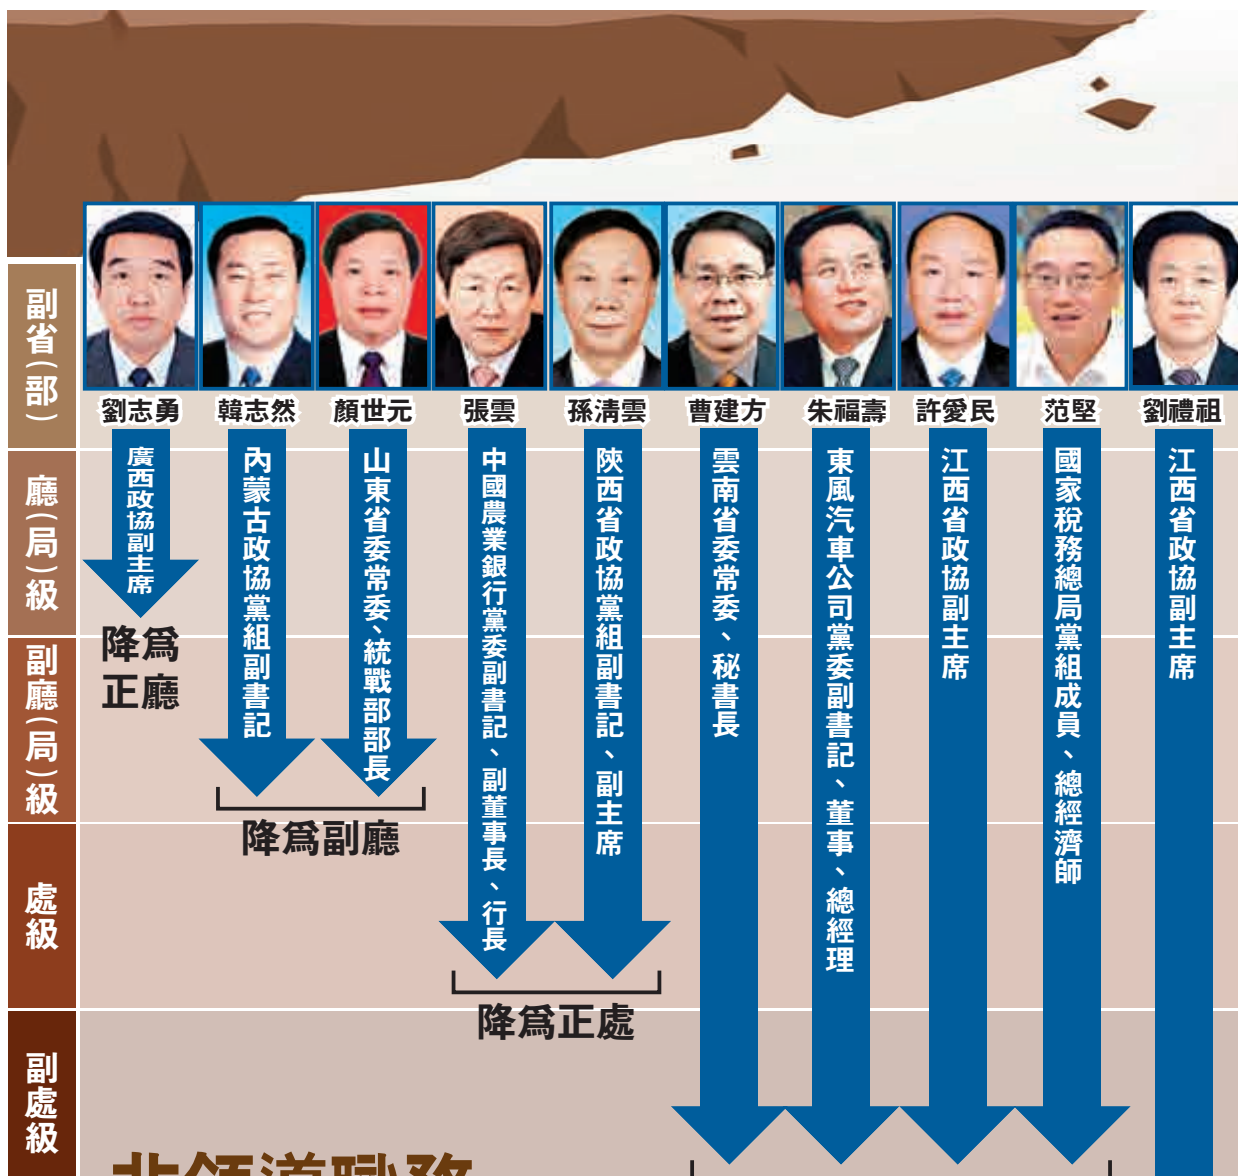 副省(部)
劉志勇
韓志然
顏世元
張雲
孫清雲
曹建方
朱福壽
許愛民
范堅
劉禮祖
廳(局)級
副廳(局)級
處級
副處級
廣西政協副主席
內蒙古政協黨組副書記
山東省委常委、統戰部部長
中國農業銀行黨委副書記、副董事長、行長
陝西省政協黨組副書記、副主席
雲南省委常委、秘書長
東風汽車公司黨委副書記、董事、總經理
江西省政協副主席
國家稅務總局黨組成員、總經濟師
江西省政協副主席
降爲
正廳
降爲副廳
降爲正處
非領導職務